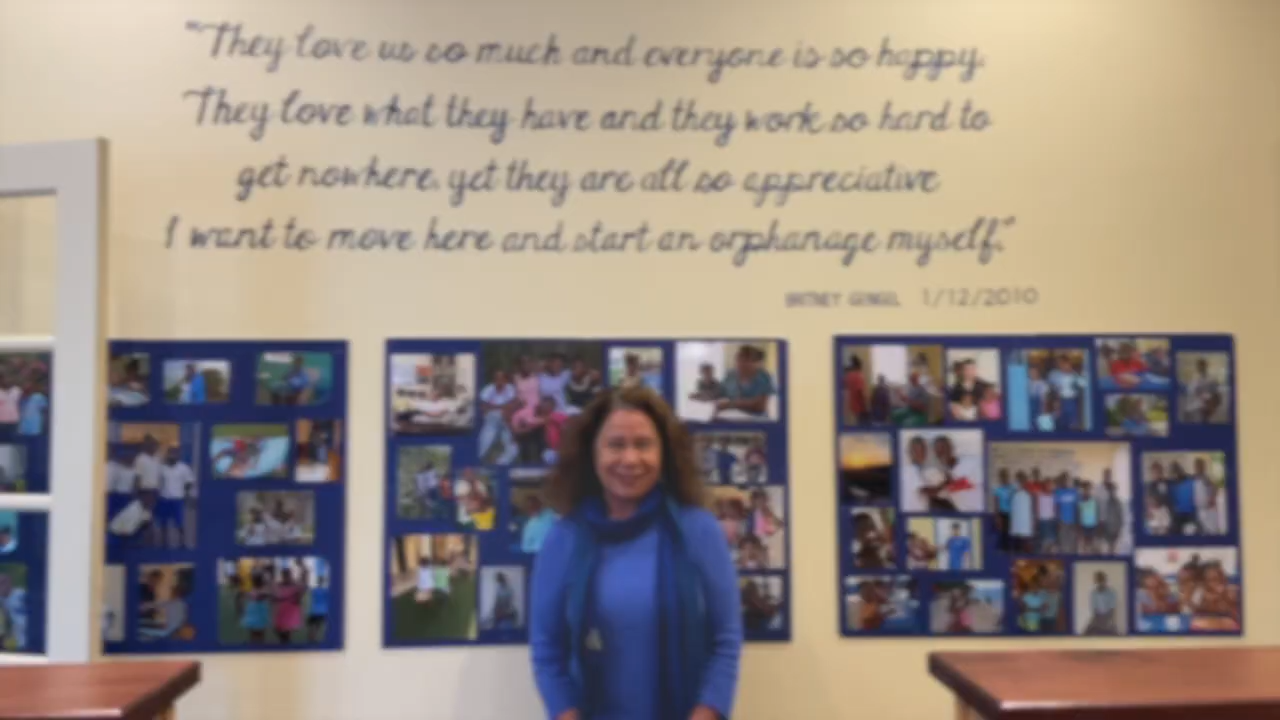 "They love us so much and everyone is so happy.
They love what they have and they work so hard to
get nowhere, yet they are all so appreciative
I want to move here and start an orphanage myself."
BRITNEY GENGEL 1/12/2010